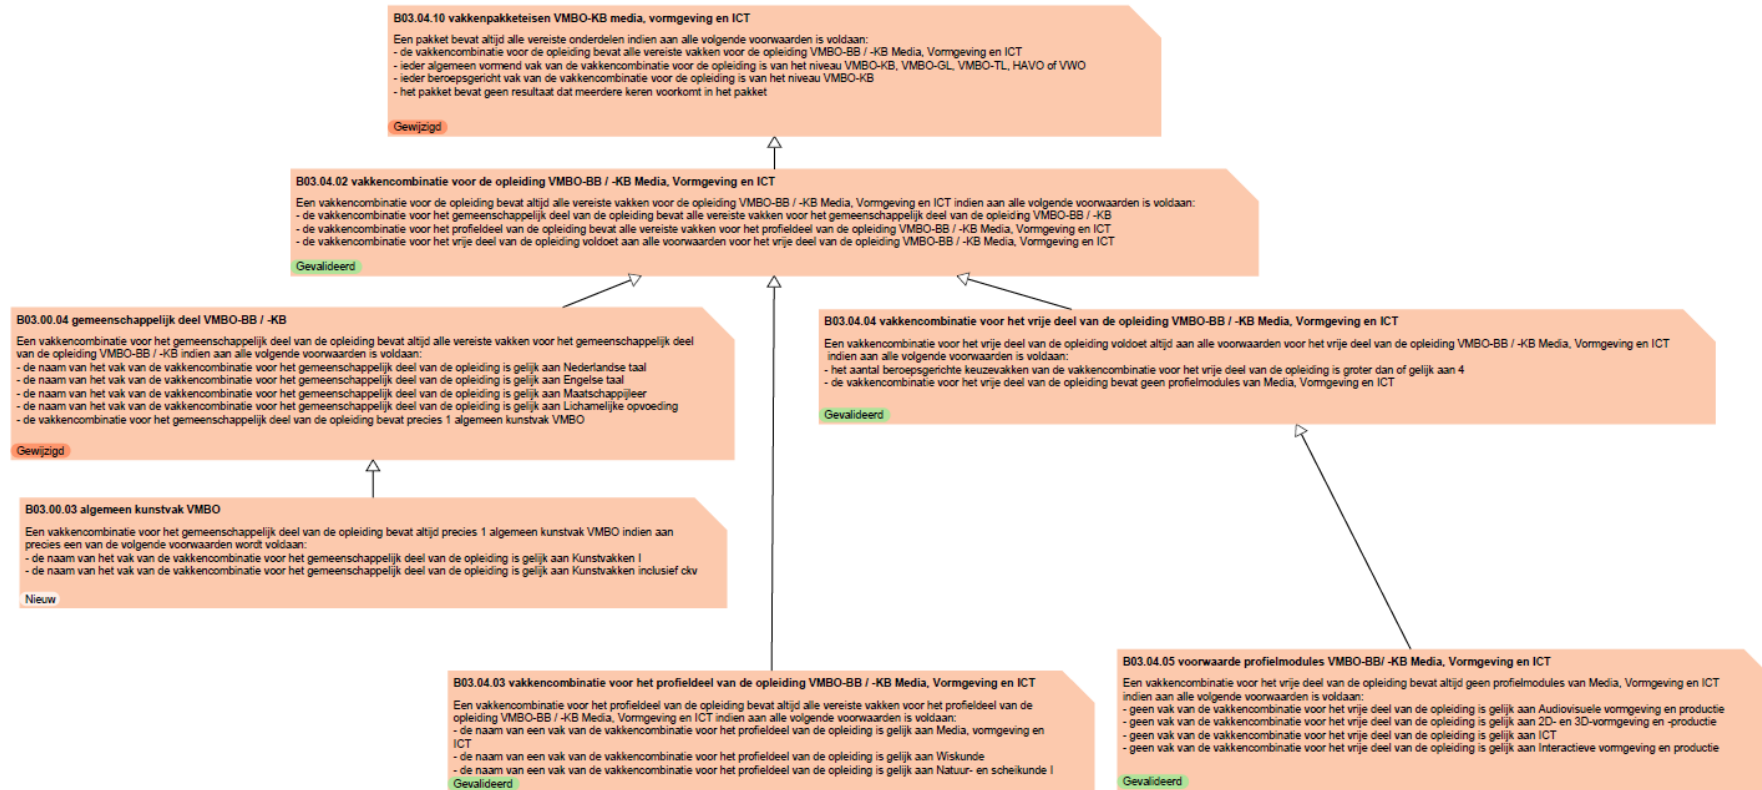 B03.04.10 vakkenpakketeisen VMBO-KB media, vormgeving en ICT
Een pakket bevat altijd alle vereiste onderdelen indien aan alle volgende voorwaarden is voldaan:
- de vakkencombinatie voor de opleiding bevat alle vereiste vakken voor de opleiding VMBO-BB / -KB Media, Vormgeving en ICT
- ieder algemeen vormend vak van de vakkencombinatie voor de opleiding is van het niveau VMBO-KB, VMBO-GL, VMBO-TL, HAVO of VWO
- ieder beroepsgericht vak van de vakkencombinatie voor de opleiding is van het niveau VMBO-KB
- het pakket bevat geen resultaat dat meerdere keren voorkomt in het pakket
Gewijzigd
B03.04.02 vakkencombinatie voor de opleiding VMBO-BB / -KB Media, Vormgeving en ICT
Een vakkencombinatie voor de opleiding bevat altijd alle vereiste vakken voor de opleiding VMBO-BB / -KB Media, Vormgeving en ICT indien aan alle volgende voorwaarden is voldaan:
- de vakkencombinatie voor het gemeenschappelijk deel van de opleiding bevat alle vereiste vakken voor het gemeenschappelijk deel van de opleiding VMBO-BB / -KB
- de vakkencombinatie voor het profieldeel van de opleiding bevat alle vereiste vakken voor het profieldeel van de opleiding VMBO-BB / -KB Media, Vormgeving en ICT
- de vakkencombinatie voor het vrije deel van de opleiding voldoet aan alle voorwaarden voor het vrije deel van de opleiding VMBO-BB / -KB Media, Vormgeving en ICT
Gevalideerd
B03.00.04 gemeenschappelijk deel VMBO-BB / -KB
Een vakkencombinatie voor het gemeenschappelijk deel van de opleiding bevat altijd alle vereiste vakken voor het gemeenschappelijk deel
van de opleiding VMBO-BB / -KB indien aan alle volgende voorwaarden is voldaan:
- de naam van het vak van de vakkencombinatie voor het gemeenschappelijk deel van de opleiding is gelijk aan Nederlandse taal
- de naam van het vak van de vakkencombinatie voor het gemeenschappelijk deel van de opleiding is gelijk aan Engelse taal
- de naam van het vak van de vakkencombinatie voor het gemeenschappelijk deel van de opleiding is gelijk aan Maatschappijleer
- de naam van het vak van de vakkencombinatie voor het gemeenschappelijk deel van de opleiding is gelijk aan Lichamelijke opvoeding
- de vakkencombinatie voor het gemeenschappelijk deel van de opleiding bevat precies 1 algemeen kunstvak VMBO
Gewijzigd
B03.04.04 vakkencombinatie voor het vrije deel van de opleiding VMBO-BB / -KB Media, Vormgeving en ICT
Een vakkencombinatie voor het vrije deel van de opleiding voldoet altijd aan alle voorwaarden voor het vrije deel van de opleiding VMBO-BB / -KB Media, Vormgeving en ICT
indien aan alle volgende voorwaarden is voldaan:
- het aantal beroepsgerichte keuzevakken van de vakkencombinatie voor het vrije deel van de opleiding is groter dan of gelijk aan 4
- de vakkencombinatie voor het vrije deel van de opleiding bevat geen profielmodules van Media, Vormgeving en ICT
Gevalideerd
B03.00.03 algemeen kunstvak VMBO
Een vakkencombinatie voor het gemeenschappelijk deel van de opleiding bevat altijd precies 1 algemeen kunstvak VMBO indien aan
precies een van de volgende voorwaarden wordt voldaan:
- de naam van het vak van de vakkencombinatie voor het gemeenschappelijk deel van de opleiding is gelijk aan Kunstvakken I
- de naam van het vak van de vakkencombinatie voor het gemeenschappelijk deel van de opleiding is gelijk aan Kunstvakken inclusief ckv
Nieuw
B03.04.03 vakkencombinatie voor het profieldeel van de opleiding VMBO-BB / -KB Media, Vormgeving en ICT
Een vakkencombinatie voor het profieldeel van de opleiding bevat altijd alle vereiste vakken voor het profieldeel van de
opleiding VMBO-BB / -KB Media, Vormgeving en ICT indien aan alle volgende voorwaarden is voldaan:
- de naam van een vak van de vakkencombinatie voor het profieldeel van de opleiding is gelijk aan Media, vormgeving en
ICT
- de naam van een vak van de vakkencombinatie voor het profieldeel van de opleiding is gelijk aan Wiskunde
- de naam van een vak van de vakkencombinatie voor het profieldeel van de opleiding is gelijk aan Natuur- en scheikunde I
Gevalideerd
B03.04.05 voorwaarde profielmodules VMBO-BB/ -KB Media, Vormgeving en ICT
Een vakkencombinatie voor het vrije deel van de opleiding bevat altijd geen profielmodules van Media, Vormgeving en ICT
indien aan alle volgende voorwaarden is voldaan:
- geen vak van de vakkencombinatie voor het vrije deel van de opleiding is gelijk aan Audiovisuele vormgeving en productie
- geen vak van de vakkencombinatie voor het vrije deel van de opleiding is gelijk aan 2D- en 3D-vormgeving en -productie
- geen vak van de vakkencombinatie voor het vrije deel van de opleiding is gelijk aan ICT
- geen vak van de vakkencombinatie voor het vrije deel van de opleiding is gelijk aan Interactieve vormgeving en productie
Gevalideerd